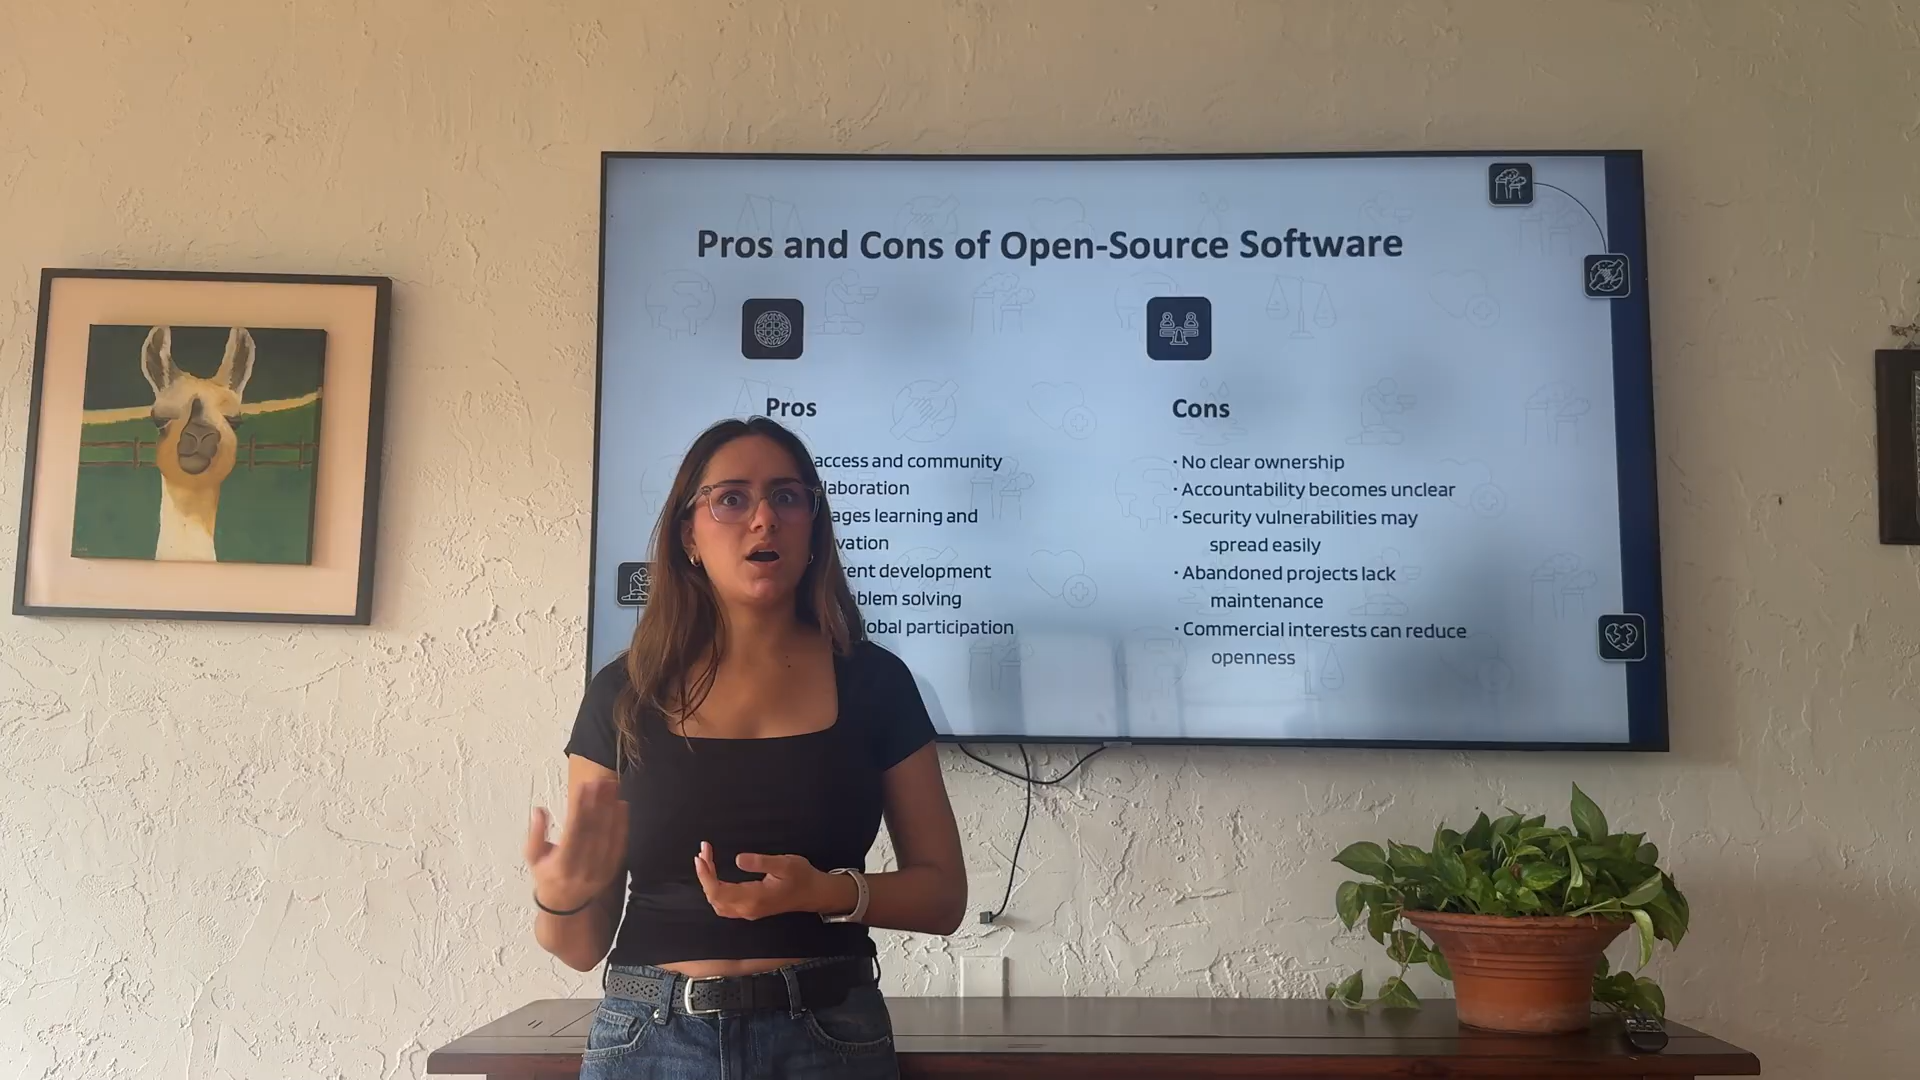 Pros and Cons of Open-Source Software
Pros
access and community
laboration
ages learning and
vation
rent development
blem solving
lobal participation
Cons
· No clear ownership
· Accountability becomes unclear
· Security vulnerabilities may
spread easily
· Abandoned projects lack
maintenance
· Commercial interests can reduce
openness